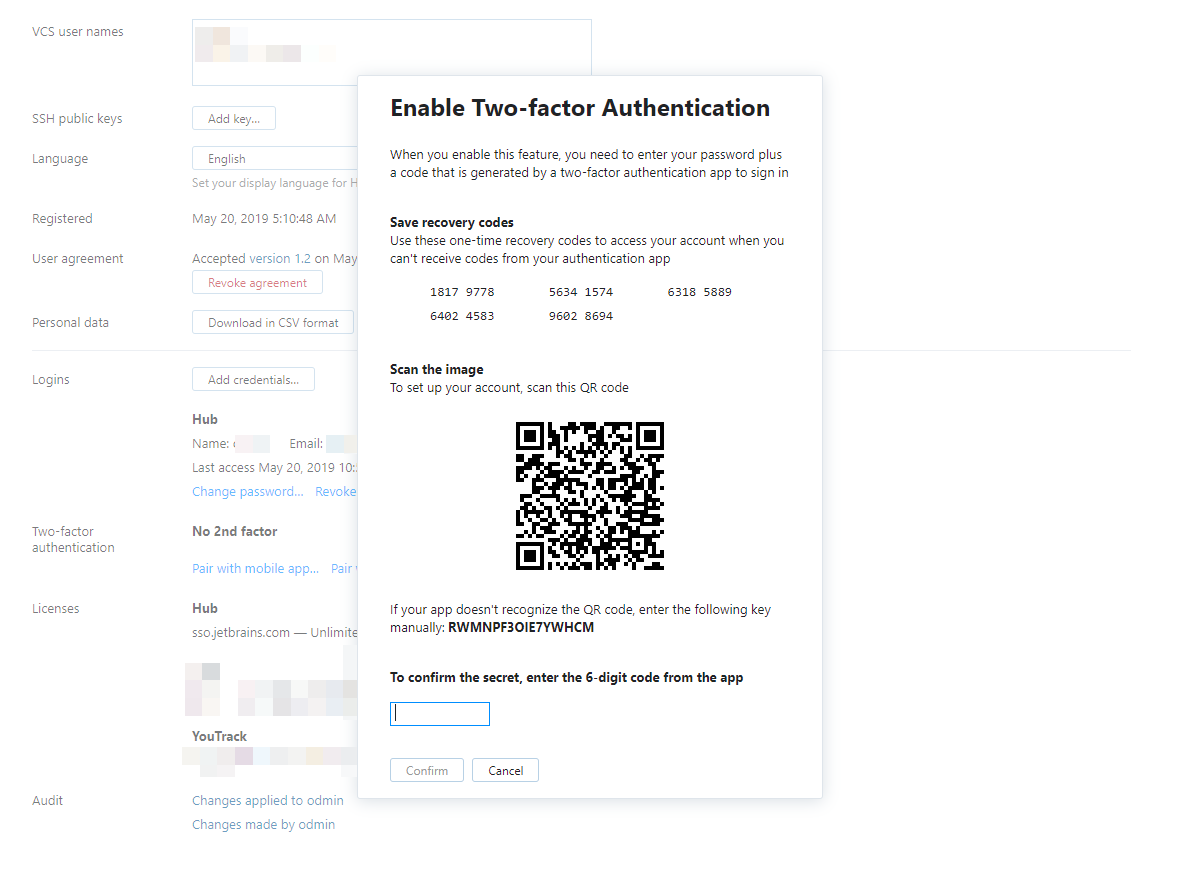 VCS user names
SSH public keys
Add key...
Language
English
Set your display language for H
Registered
May 20, 2019 5:10:48 AM
User agreement
Accepted version 1.2 on May
Revoke agreement
Personal data
Download in CSV format
Logins
Add credentials...
Hub
Name: Email:
Last access May 20, 2019 10:
Change password... Revoke
Two-factor
authentication
No 2nd factor
Pair with mobile app... Pair
Licenses
Hub
sso.jetbrains.com — Unlimite
YouTrack
Audit
Changes applied to odmin
Changes made by odmin
Enable Two-factor Authentication
When you enable this feature, you need to enter your password plus
a code that is generated by a two-factor authentication app to sign in
Save recovery codes
Use these one-time recovery codes to access your account when you
can't receive codes from your authentication app
1817 9778 5634 1574 6318 5889
6402 4583 9602 8694
Scan the image
To set up your account, scan this QR code
If your app doesn't recognize the QR code, enter the following key
manually: RWMNPF3OIE7YWHCM
To confirm the secret, enter the 6-digit code from the app
Confirm
Cancel